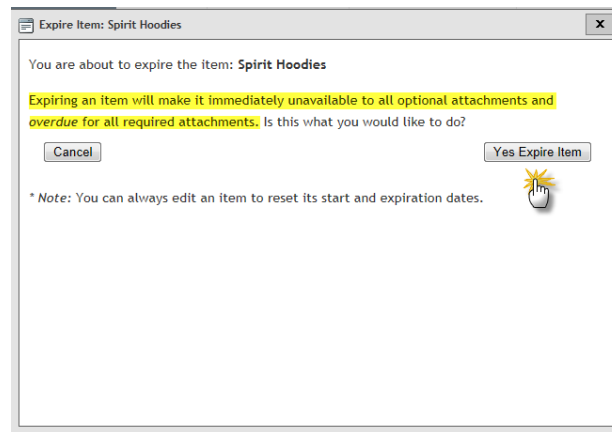 Expire Item: Spirit Hoodies
x
You are about to expire the item: Spirit Hoodies
Expiring an item will make it immediately unavailable to all optional attachments and
overdue for all required attachments. Is this what you would like to do?
Cancel
Yes Expire Item
* Note: You can always edit an item to reset its start and expiration dates.